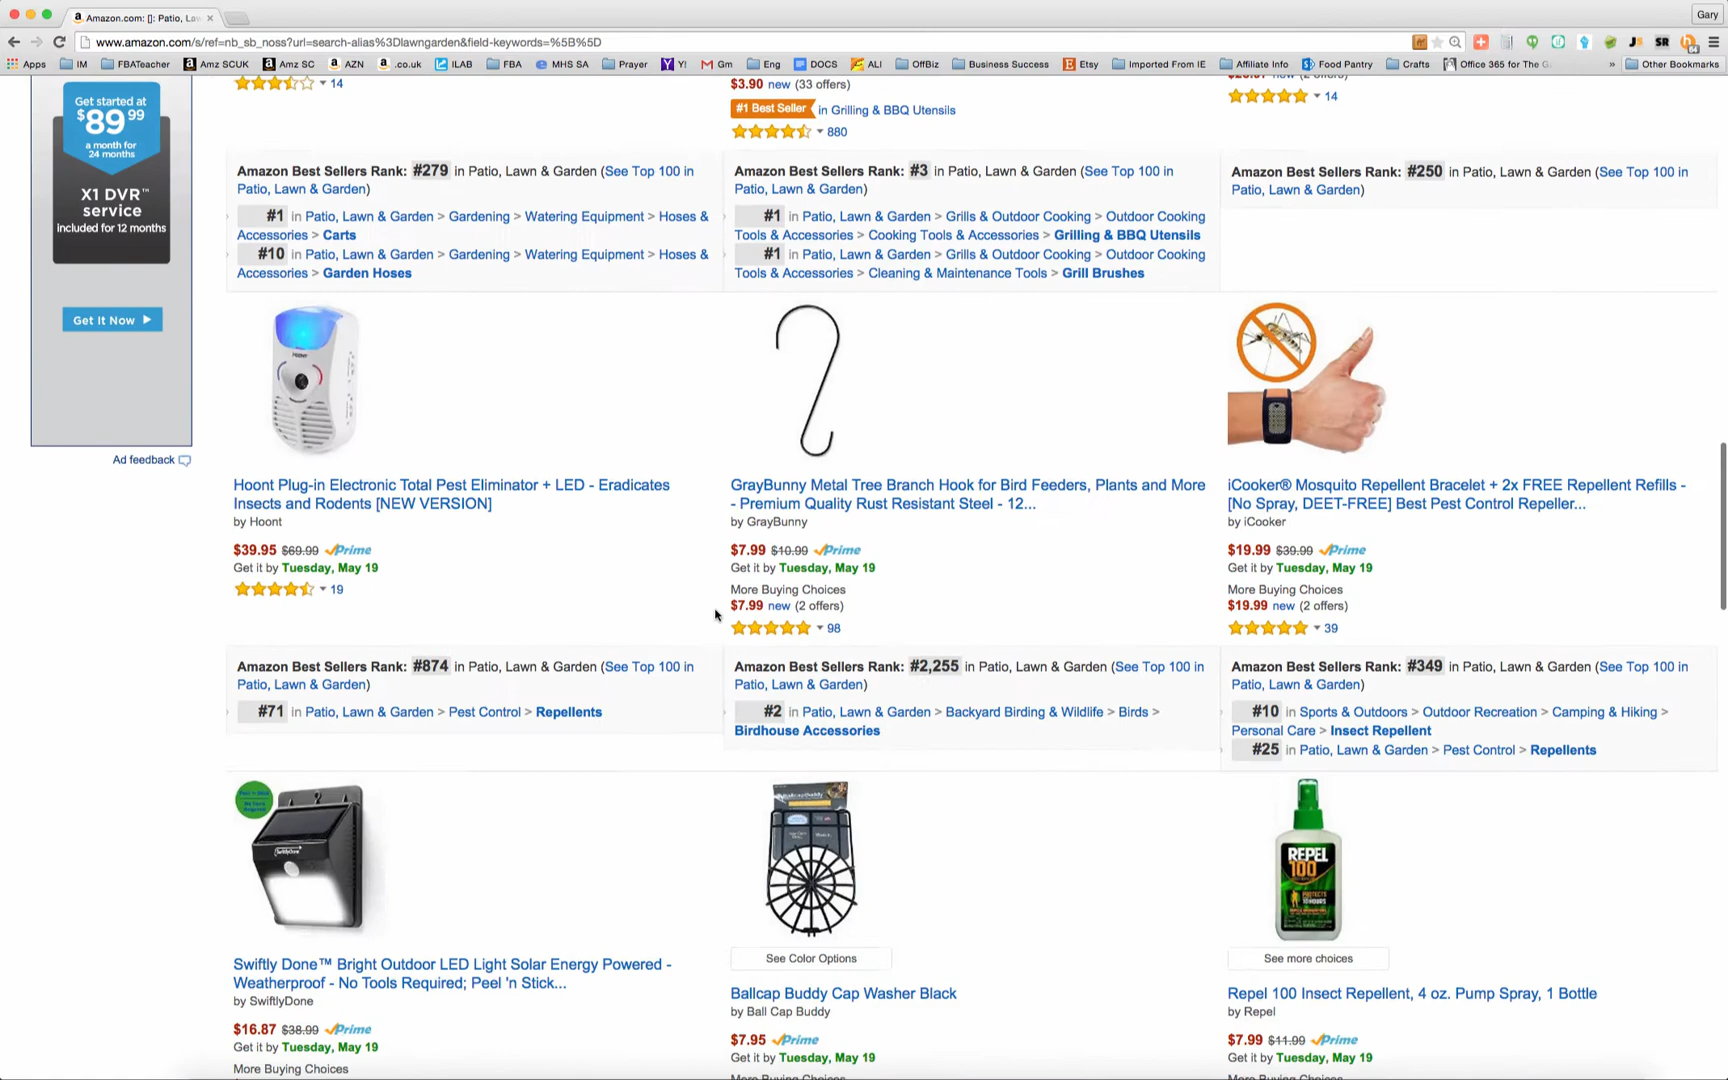 Amazon.com: []: Patio, La
Gary
www.amazon.com/s/ref=nb_sb_noss?url=search-alias%3Dlawngarden&field-keywords=%5B%5D
Apps IM FBATeacher Amz SCUK Amz SC AZN .co.uk ILAB FBA MHS SA Prayer Y! Gm Eng DOCS ALI OffBiz Business Success Etsy Imported From IE Affiliate Info Food Pantry Crafts Office 365 for The » Other Bookmarks
Get started at
$89 99
a month for
24 months
X1 DVR™
service
included for 12 months
Get It Now
Ad feedback
14
$3.90 new (33 offers)
#1 Best Seller in Grilling & BBQ Utensils
880
14
Amazon Best Sellers Rank: #279 in Patio, Lawn & Garden (See Top 100 in
Patio, Lawn & Garden)
#1 in Patio, Lawn & Garden > Gardening > Watering Equipment > Hoses &
Accessories > Carts
#10 in Patio, Lawn & Garden > Gardening > Watering Equipment > Hoses &
Accessories > Garden Hoses
Amazon Best Sellers Rank: #3 in Patio, Lawn & Garden (See Top 100 in
Patio, Lawn & Garden)
#1 in Patio, Lawn & Garden > Grills & Outdoor Cooking > Outdoor Cooking
Tools & Accessories > Cooking Tools & Accessories > Grilling & BBQ Utensils
#1 in Patio, Lawn & Garden > Grills & Outdoor Cooking > Outdoor Cooking
Tools & Accessories > Cleaning & Maintenance Tools > Grill Brushes
Amazon Best Sellers Rank: #250 in Patio, Lawn & Garden (See Top 100 in
Patio, Lawn & Garden)
Hoont Plug-in Electronic Total Pest Eliminator + LED - Eradicates
Insects and Rodents [NEW VERSION]
by Hoont
$39.95 $69.99 Prime
Get it by Tuesday, May 19
19
GrayBunny Metal Tree Branch Hook for Bird Feeders, Plants and More
- Premium Quality Rust Resistant Steel - 12...
by GrayBunny
$7.99 $10.99 Prime
Get it by Tuesday, May 19
More Buying Choices
$7.99 new (2 offers)
98
iCooker® Mosquito Repellent Bracelet + 2x FREE Repellent Refills -
[No Spray, DEET-FREE] Best Pest Control Repeller...
by iCooker
$19.99 $39.99 Prime
Get it by Tuesday, May 19
More Buying Choices
$19.99 new (2 offers)
39
Amazon Best Sellers Rank: #874 in Patio, Lawn & Garden (See Top 100 in
Patio, Lawn & Garden)
#71 in Patio, Lawn & Garden > Pest Control > Repellents
Amazon Best Sellers Rank: #2,255 in Patio, Lawn & Garden (See Top 100 in
Patio, Lawn & Garden)
#2 in Patio, Lawn & Garden > Backyard Birding & Wildlife > Birds >
Birdhouse Accessories
Amazon Best Sellers Rank: #349 in Patio, Lawn & Garden (See Top 100 in
Patio, Lawn & Garden)
#10 in Sports & Outdoors > Outdoor Recreation > Camping & Hiking >
Personal Care > Insect Repellent
#25 in Patio, Lawn & Garden > Pest Control > Repellents
REPEL
100
See Color Options
See more choices
Swiftly Done™ Bright Outdoor LED Light Solar Energy Powered -
Weatherproof - No Tools Required; Peel 'n Stick...
by SwiftlyDone
$16.87 $38.99 Prime
Get it by Tuesday, May 19
More Buying Choices
Ballcap Buddy Cap Washer Black
by Ball Cap Buddy
$7.95 Prime
Get it by Tuesday, May 19
More Buying Choices
Repel 100 Insect Repellent, 4 oz. Pump Spray, 1 Bottle
by Repel
$7.99 $11.99 Prime
Get it by Tuesday, May 19
More Buying Choices